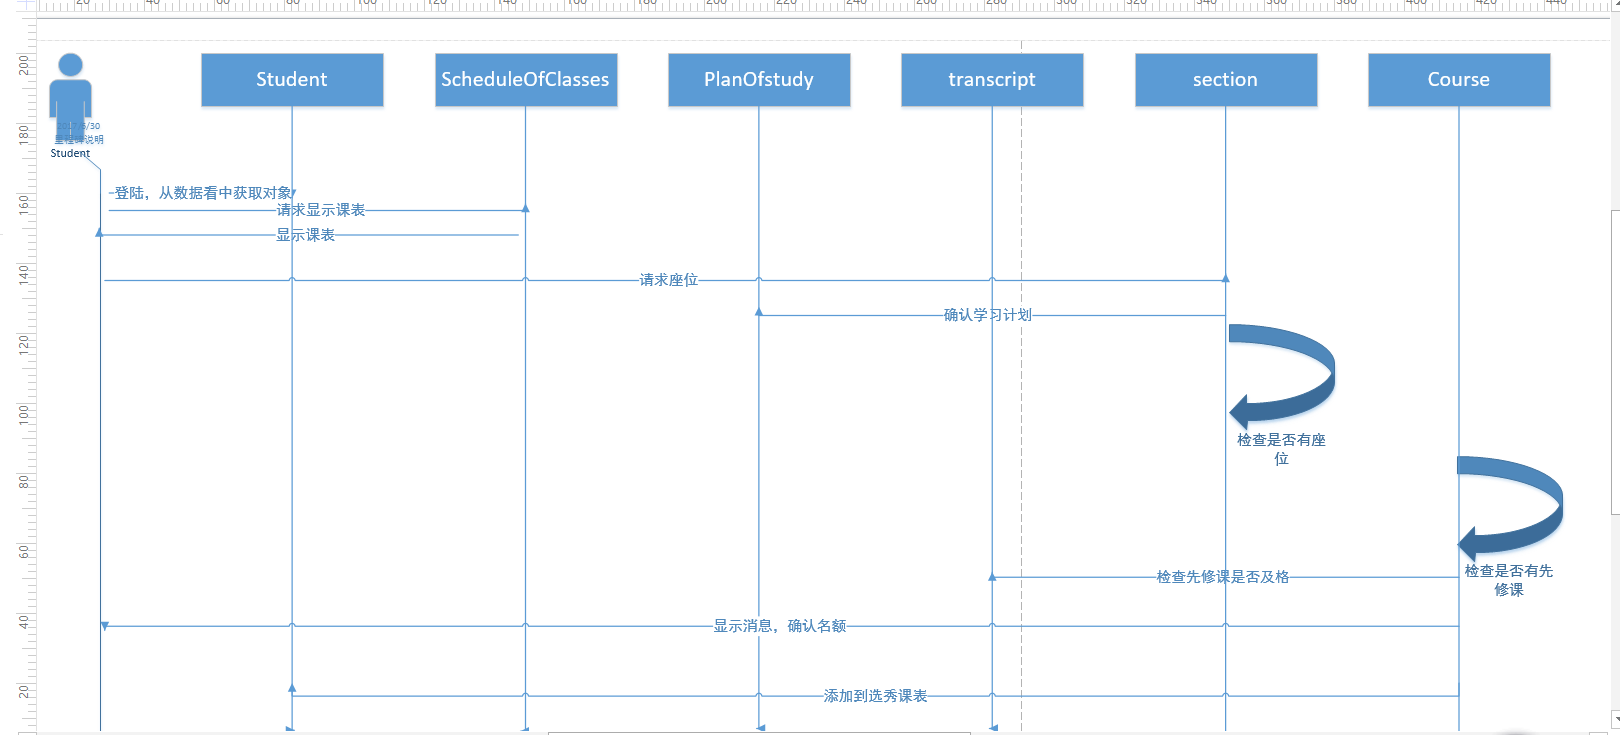 20 40 60 80 100 120 140 160 180 200 220 240 260 280 300 320 340 360 380 400 420 440
200
180
160
140
120
100
80
60
40
20
Student
ScheduleOfClasses
PlanOfstudy
transcript
section
Course
2017/6/30
里程碑说明
Student
登陆，从数据看中获取对象
请求显示课表
显示课表
请求座位
确认学习计划
检查是否有座
位
检查是否有先
修课
检查先修课是否及格
显示消息，确认名额
添加到选秀课表